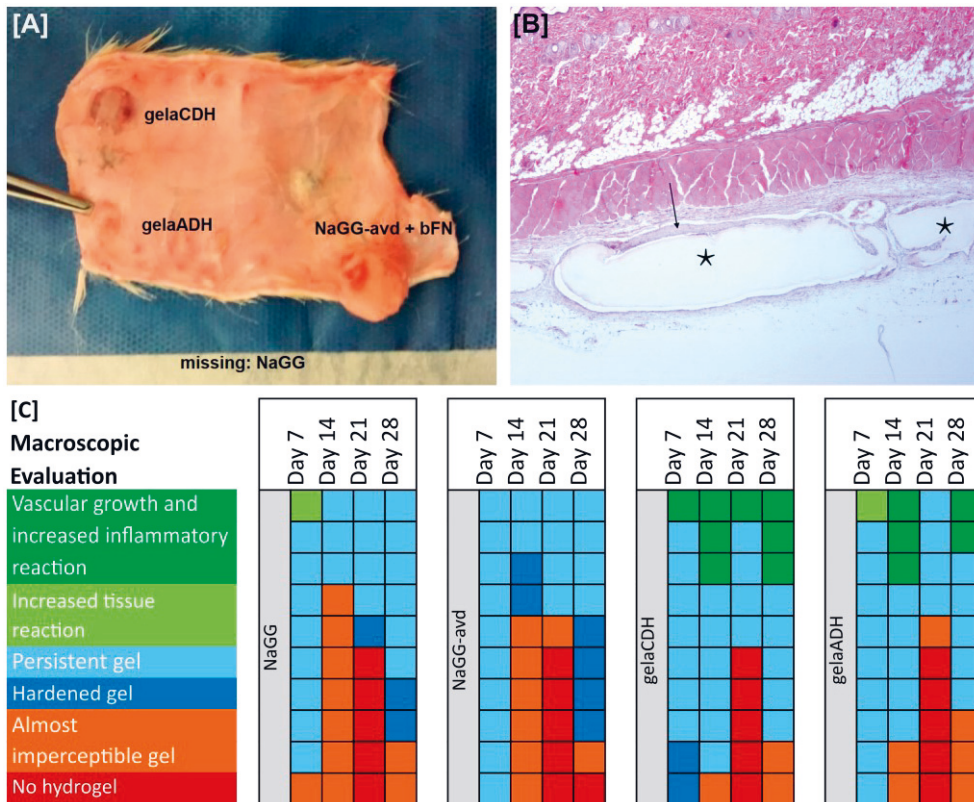 [A]
gelaCDH
gelaADH
NaGG-avd + bFN
missing: NaGG
[B]
[C]
Macroscopic
Evaluation
Vascular growth and
increased inflammatory
reaction
Increased tissue
reaction
Persistent gel
Hardened gel
Almost
imperceptible gel
No hydrogel
Day 7
Day 14
Day 21
Day 28
NaGG
Day 7
Day 14
Day 21
Day 28
NaGG-avd
Day 7
Day 14
Day 21
Day 28
gelaCDH
Day 7
Day 14
Day 21
Day 28
gelaADH